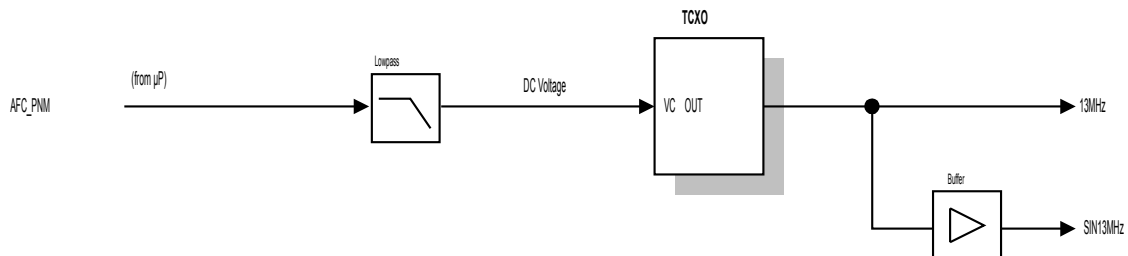 TCXO
Lowpass
(from µP)
DC Voltage
AFC_PNM
VC OUT
13MHz
Buffer
SIN13MHz